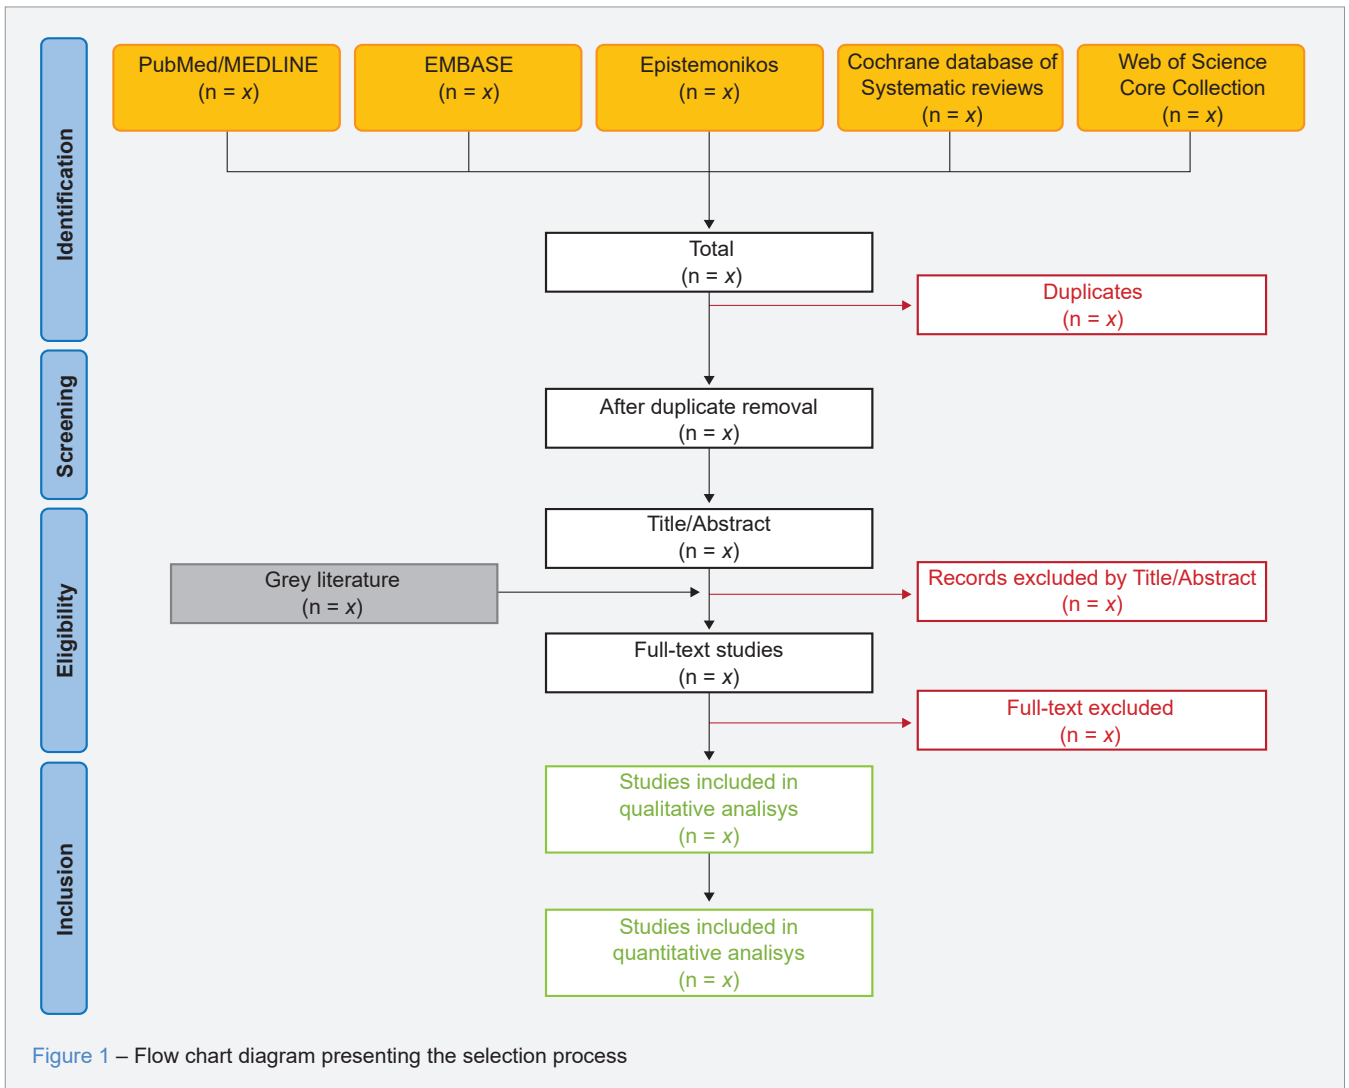 Identification
PubMed/MEDLINE
(n = x)
EMBASE
(n = x)
Epistemonikos
(n = x)
Cochrane database of
Systematic reviews
(n = x)
Web of Science
Core Collection
(n = x)
Total
(n = x)
Duplicates
(n = x)
Screening
After duplicate removal
(n = x)
Eligibility
Title/Abstract
(n = x)
Grey literature
(n = x)
Records excluded by Title/Abstract
(n = x)
Full-text studies
(n = x)
Full-text excluded
(n = x)
Inclusion
Studies included in
qualitative analisys
(n = x)
Studies included in
quantitative analisys
(n = x)
Figure 1 – Flow chart diagram presenting the selection process